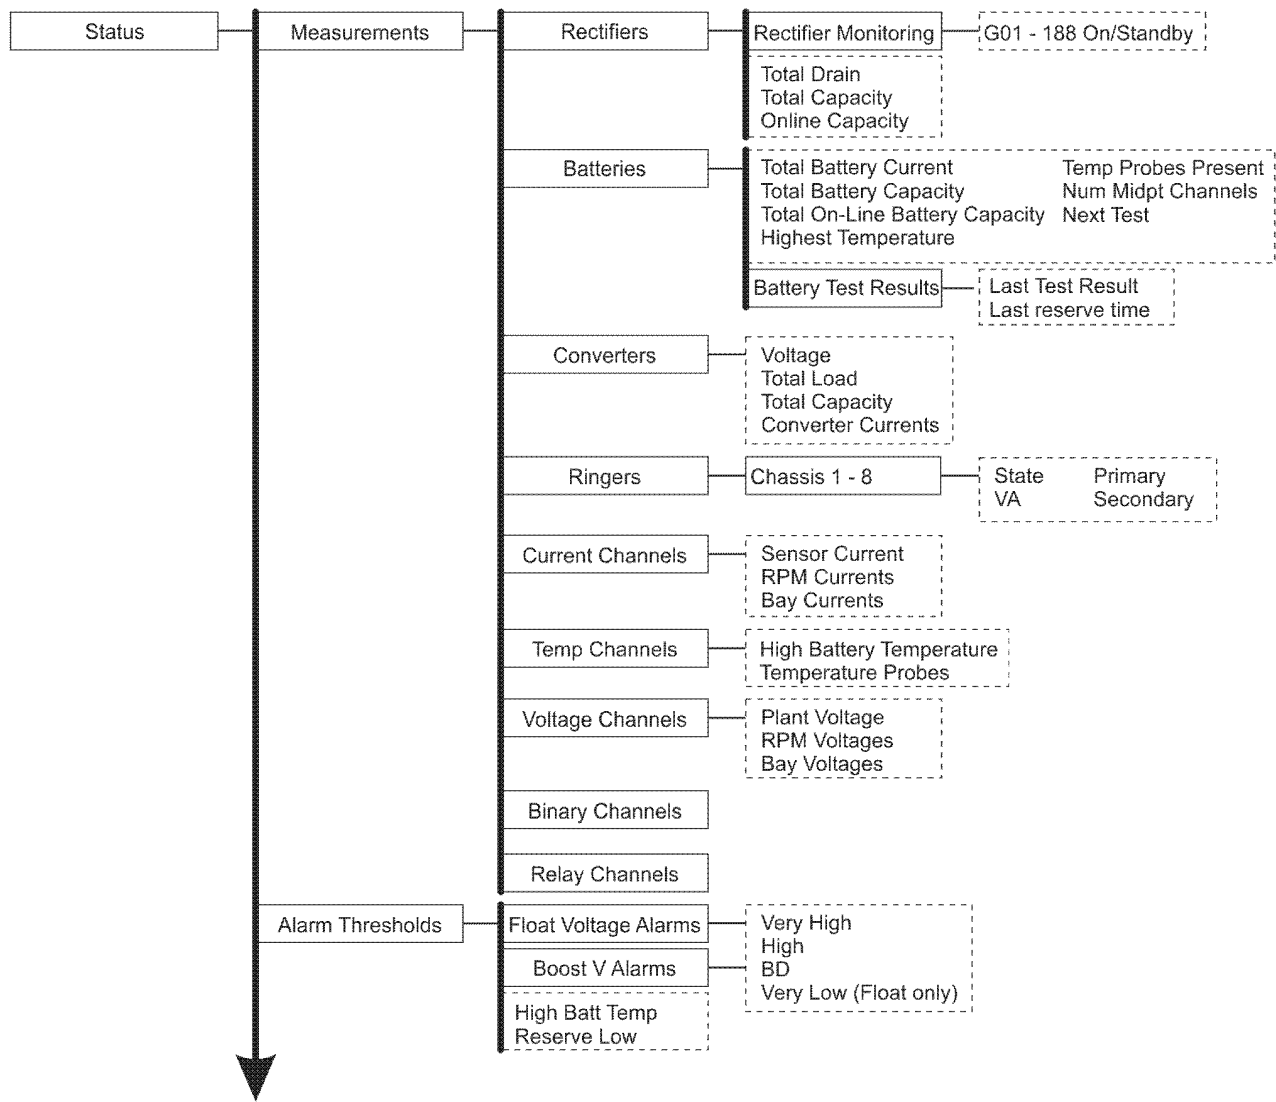 Status
Measurements
Rectifiers
Rectifier Monitoring
G01 - 188 On/Standby
Total Drain
Total Capacity
Online Capacity
Batteries
Total Battery Current
Total Battery Capacity
Total On-Line Battery Capacity
Highest Temperature
Temp Probes Present
Num Midpt Channels
Next Test
Battery Test Results
Last Test Result
Last reserve time
Converters
Voltage
Total Load
Total Capacity
Converter Currents
Ringers
Chassis 1 - 8
State
VA
Primary
Secondary
Current Channels
Sensor Current
RPM Currents
Bay Currents
Temp Channels
High Battery Temperature
Temperature Probes
Voltage Channels
Plant Voltage
RPM Voltages
Bay Voltages
Binary Channels
Relay Channels
Alarm Thresholds
Float Voltage Alarms
Boost V Alarms
Very High
High
BD
Very Low (Float only)
High Batt Temp
Reserve Low